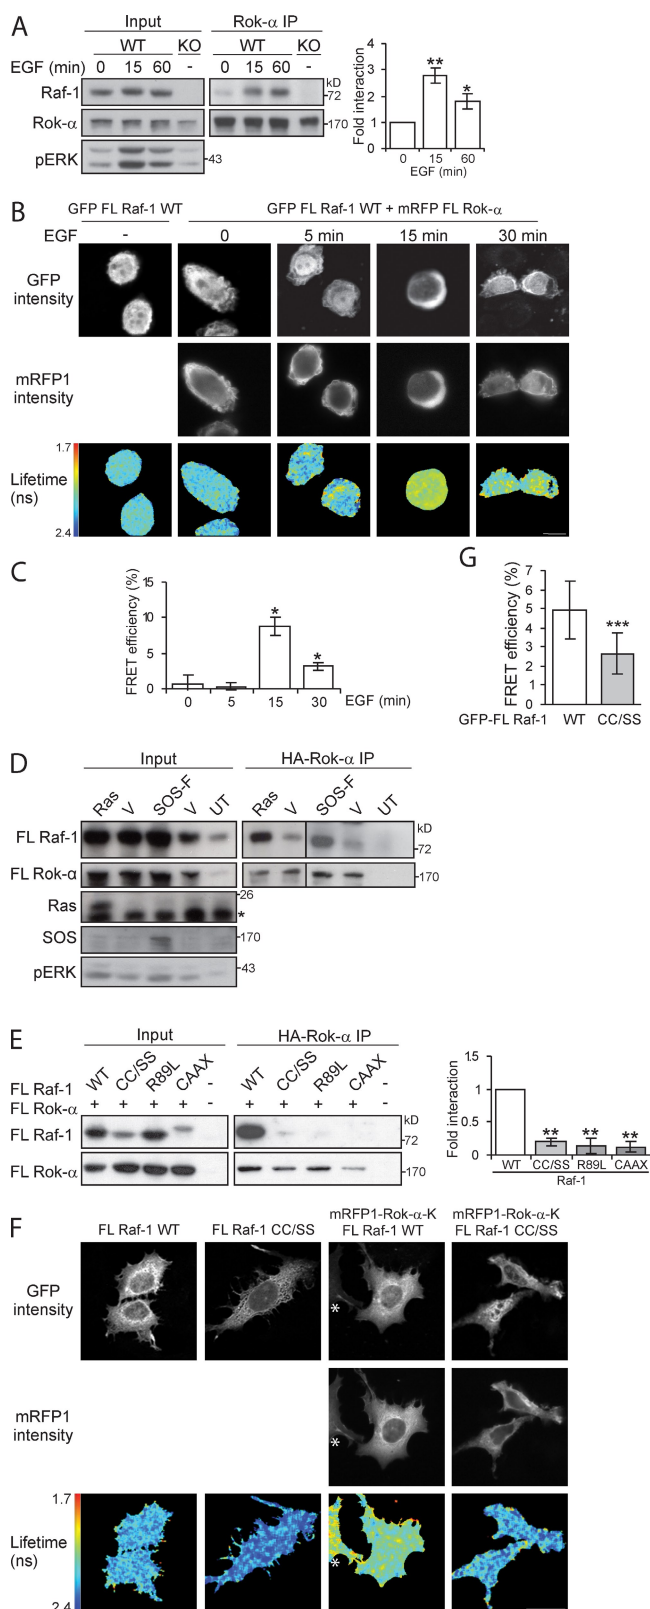 A
Input
Rok-α IP
WT
KO
WT
KO
EGF (min) 0 15 60 - 0 15 60 -
Raf-1
kD
-72
Rok-α
-170
pERK
-43
Fold interaction
4
3
2
1
0
**
*
0 15 60
EGF (min)
B
GFP FL Raf-1 WT
GFP FL Raf-1 WT + mRFP FL Rok-α
EGF - 0 5 min 15 min 30 min
GFP
intensity
mRFP1
intensity
1.7
Lifetime
(ns)
2.4
C
FRET efficiency (%)
15
10
5
0
*
*
0 5 15 30 EGF (min)
G
FRET efficiency (%)
7
6
5
4
3
2
1
0
***
GFP-FL Raf-1 WT CC/SS
D
Input
HA-Rok-α IP
Ras V SOS-F V UT Ras V SOS-F V UT
FL Raf-1
kD
-72
FL Rok-α
-170
Ras
-26
*
SOS
-170
pERK
-43
E
Input
HA-Rok-α IP
FL Raf-1 WT CC/SS R89L CAAX - WT CC/SS R89L CAAX -
FL Rok-α + + + + - + + + + -
FL Raf-1
kD
-72
FL Rok-α
-170
Fold interaction
1.5
1
0.5
0
** ** **
WT CC/SS R89L CAAX
Raf-1
F
FL Raf-1 WT
FL Raf-1 CC/SS
mRFP1-Rok-α-K
FL Raf-1 WT
mRFP1-Rok-α-K
FL Raf-1 CC/SS
GFP
intensity
*
mRFP1
intensity
*
1.7
Lifetime
(ns)
*
2.4